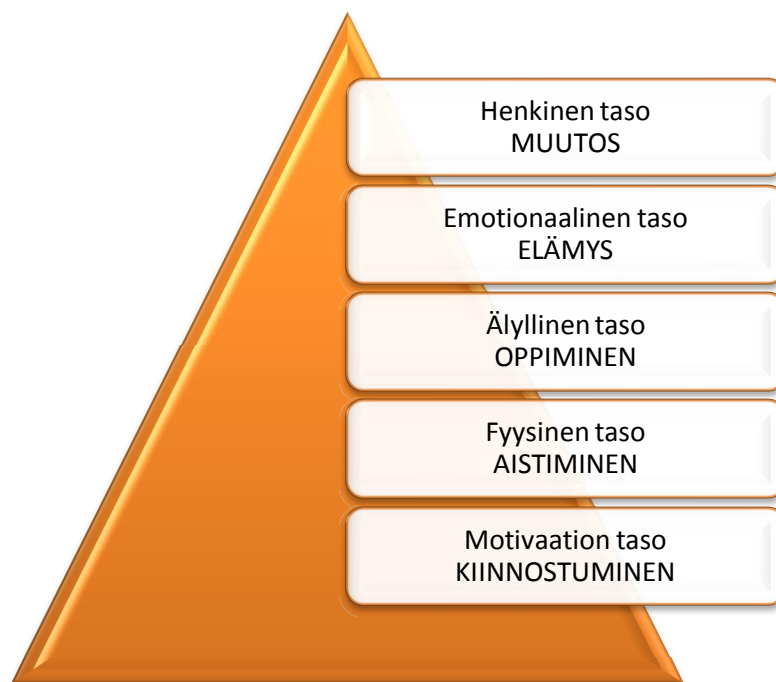 Henkinen taso
MUUTOS
Emotionaalinen taso
ELÄMYS
Älyllinen taso
OPPIMINEN
Fyysinen taso
AISTIMINEN
Motivaation taso
KIINNOSTUMINEN